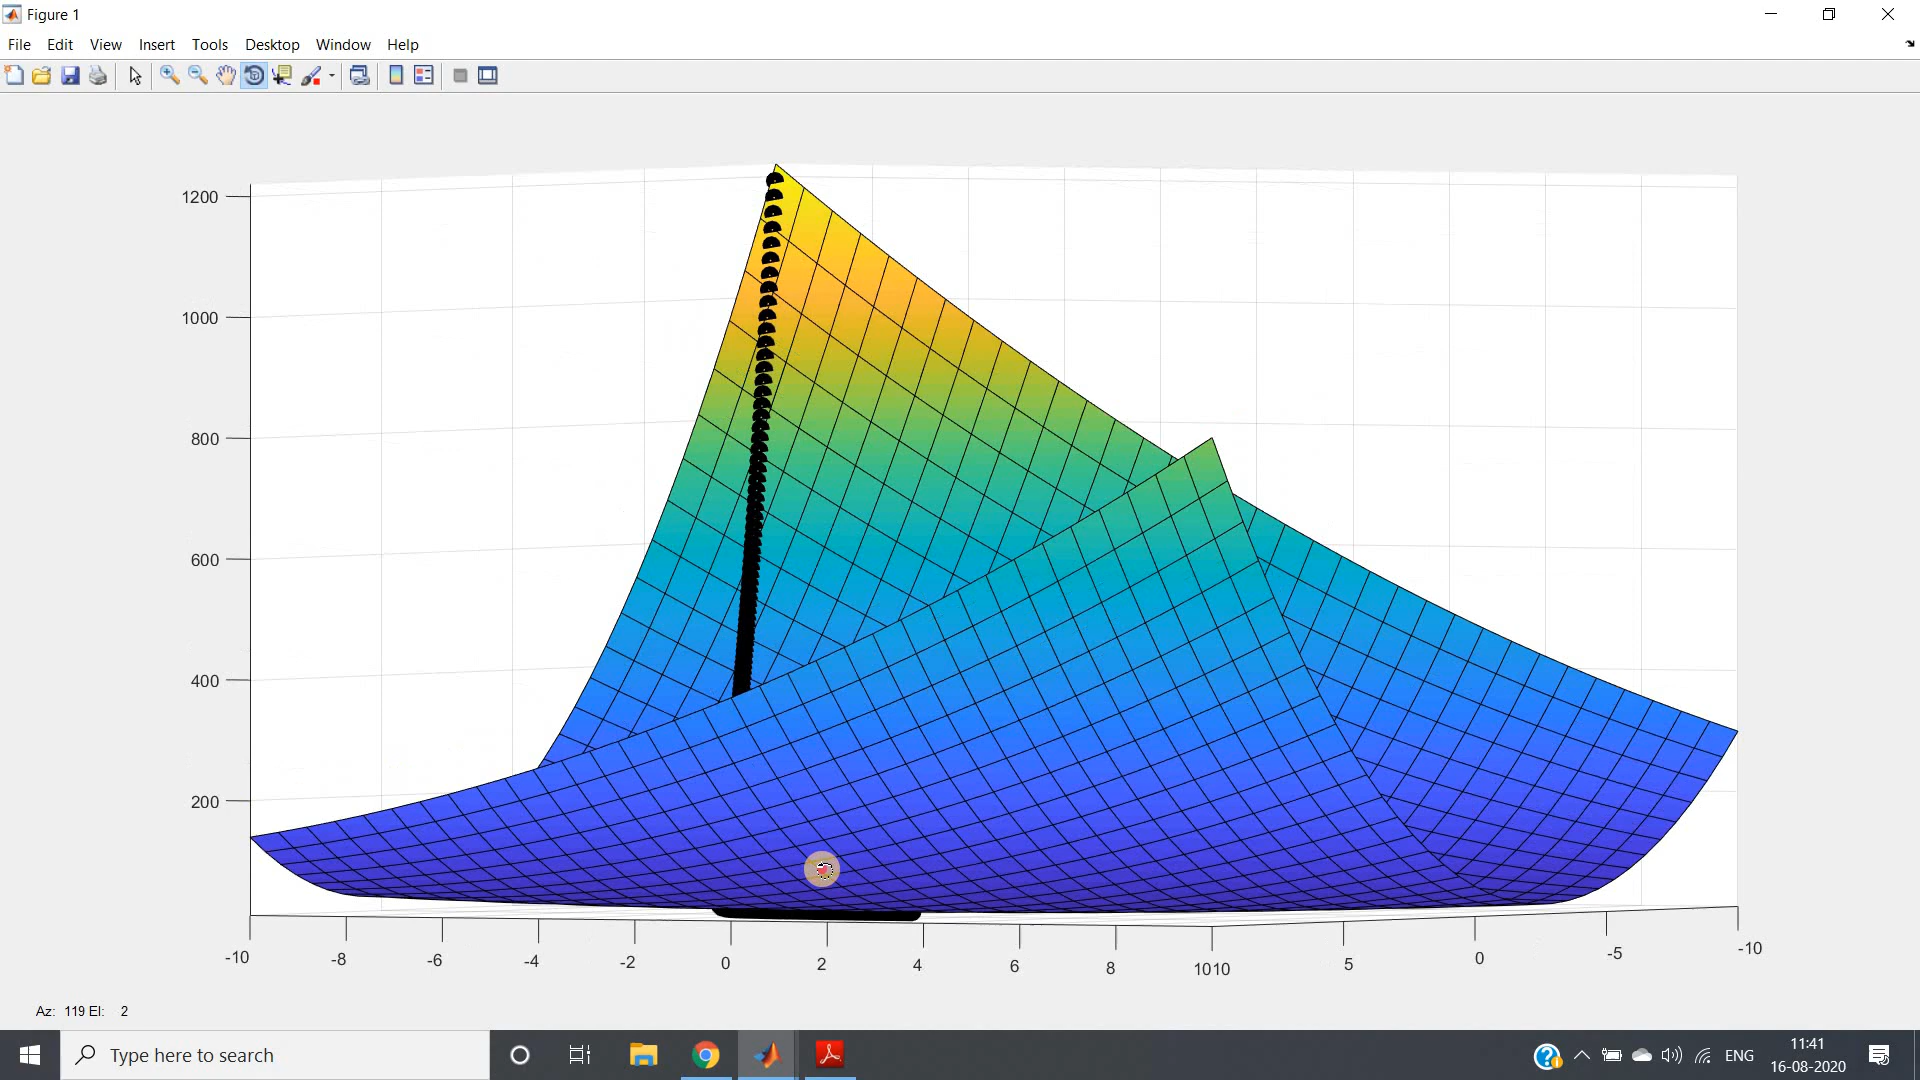 Figure 1
File Edit View Insert Tools Desktop Window Help
1200
1000
800
600
400
200
-10 -8 -6 -4 -2 0 2 4 6 8 1010 5 0 -5 -10
Az: 119 El: 2
Type here to search
ENG
11:41
16-08-2020